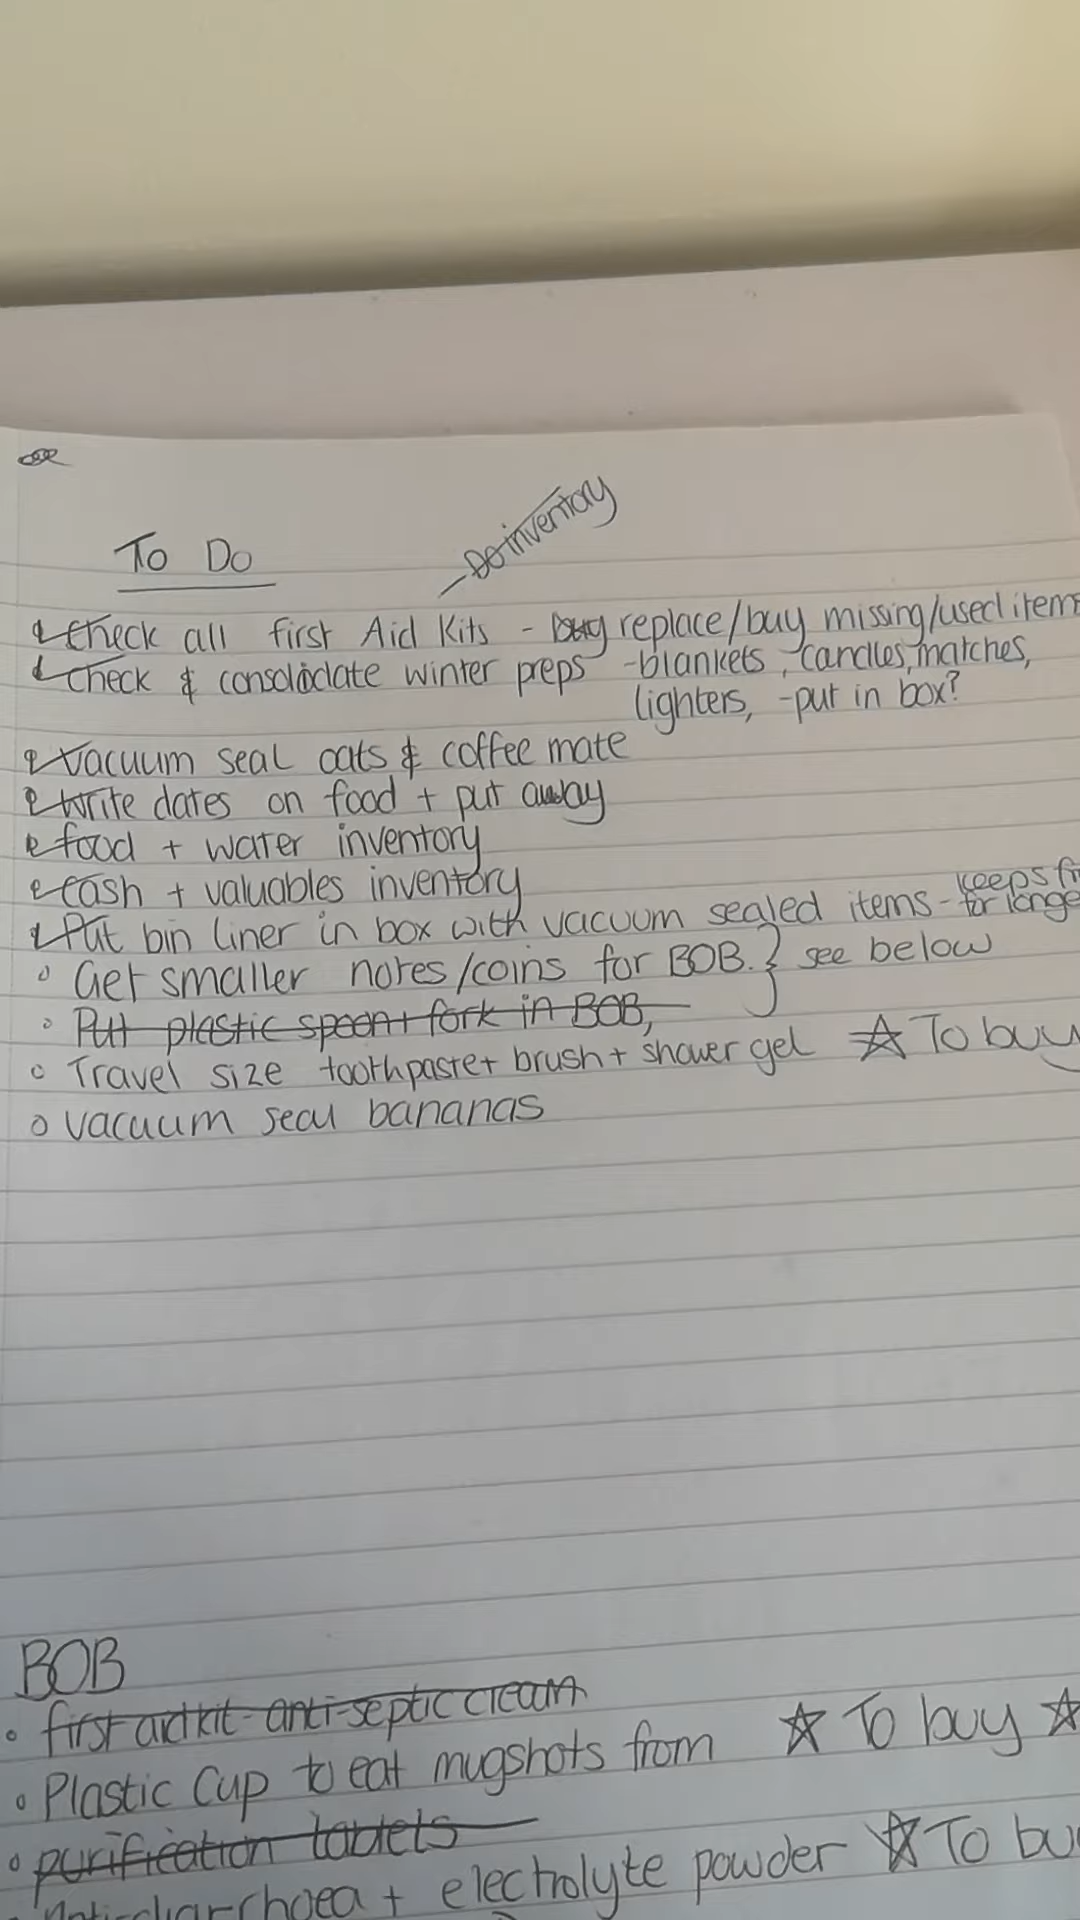 - Do inventory
To Do
Check all first Aid Kits - buy replace/buy missing/used item
Check & consolidate winter preps - blankets, candles, matches,
lighters, - put in box?
Vacuum seal oats & coffee mate
Write dates on food + put away
food + water inventory
Cash + valuables inventory
keeps
Put bin liner in box with vacuum sealed items - for longe
Get smaller notes/coins for BOB. } see below
Put plastic spoon + fork in BOB,
Travel size toothpaste + brush + shower gel ☆ To buy
Vacuum seal bananas
BOB
first aid kit - anti-septic cream
Plastic Cup to eat mugshots from ☆ To buy ☆
purification tablets
Anti-diarrhoea + electrolyte powder ☆ To bu